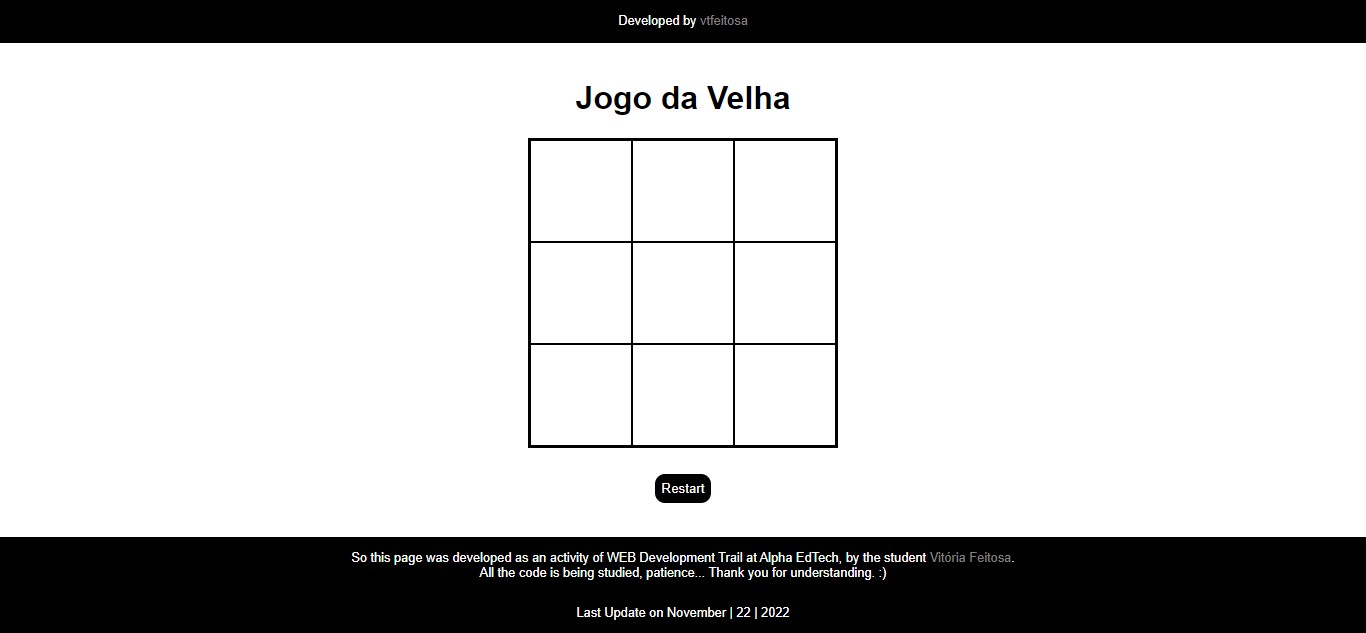 Developed by vtfeitosa
Jogo da Velha
Restart
So this page was developed as an activity of WEB Development Trail at Alpha EdTech, by the student Vitória Feitosa.
All the code is being studied, patience... Thank you for understanding. :)
Last Update on November | 22 | 2022